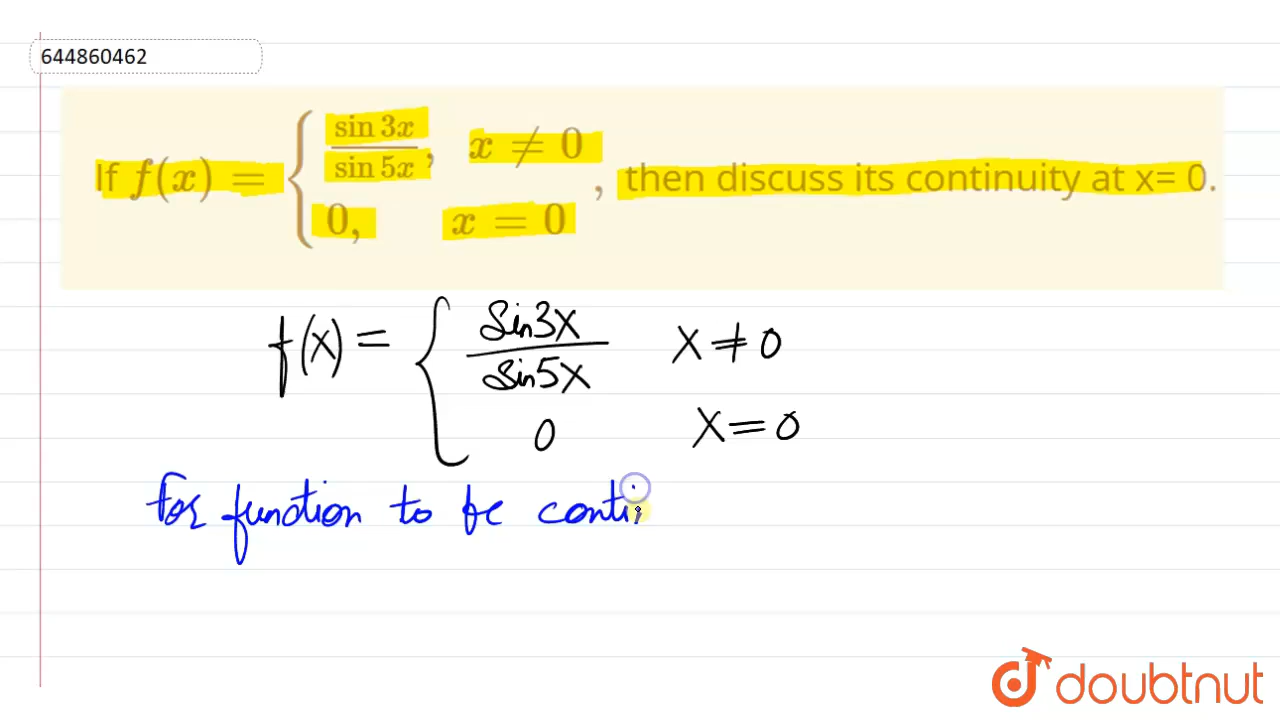 644860462
If f(x) = { sin 3x / sin 5x, x ≠ 0
0, x = 0 , then discuss its continuity at x= 0.
f(x) = { Sin3x / Sin5x x ≠ 0
0 x = 0
for function to be conti
doubtnut